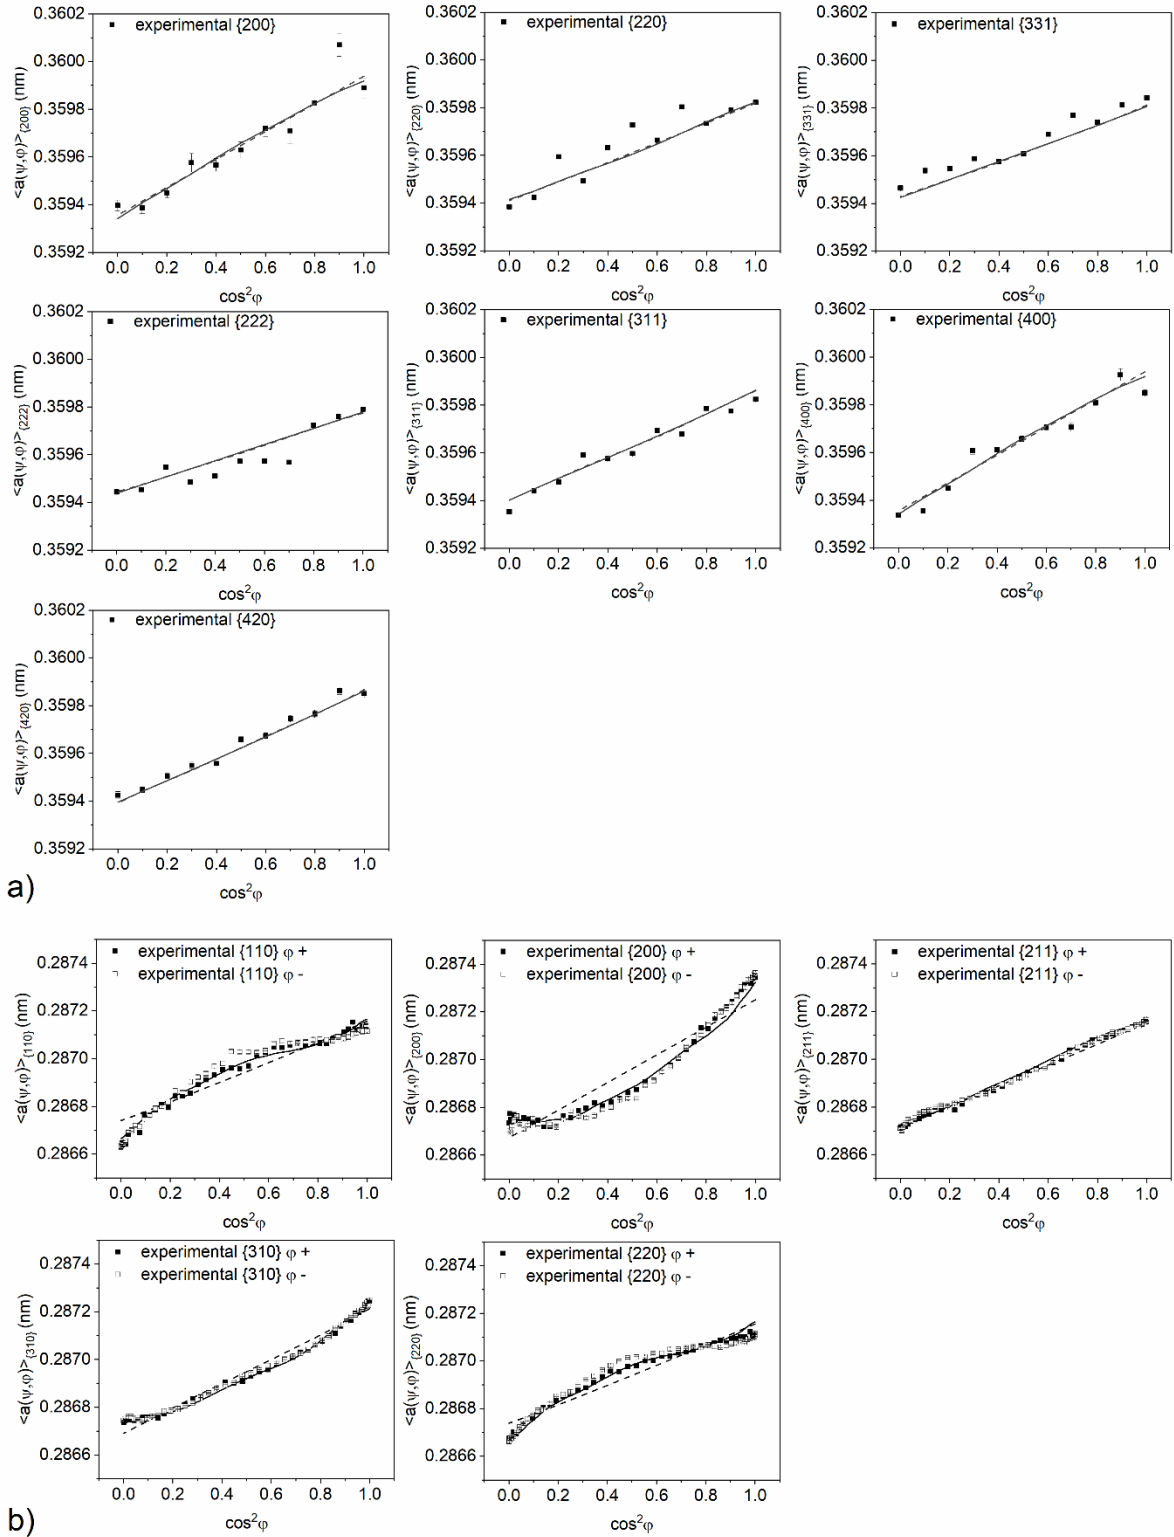 experimental {200}
0.3602
0.3600
0.3598
0.3596
0.3594
0.3592
<a(ψ,φ)>{200} (nm)
0.0 0.2 0.4 0.6 0.8 1.0
cos²φ
experimental {220}
0.3602
0.3600
0.3598
0.3596
0.3594
0.3592
<a(ψ,φ)>{220} (nm)
0.0 0.2 0.4 0.6 0.8 1.0
cos²φ
experimental {331}
0.3602
0.3600
0.3598
0.3596
0.3594
0.3592
<a(ψ,φ)>{331} (nm)
0.0 0.2 0.4 0.6 0.8 1.0
cos²φ
experimental {222}
0.3602
0.3600
0.3598
0.3596
0.3594
0.3592
<a(ψ,φ)>{222} (nm)
0.0 0.2 0.4 0.6 0.8 1.0
cos²φ
experimental {311}
0.3602
0.3600
0.3598
0.3596
0.3594
0.3592
<a(ψ,φ)>{311} (nm)
0.0 0.2 0.4 0.6 0.8 1.0
cos²φ
experimental {400}
0.3602
0.3600
0.3598
0.3596
0.3594
0.3592
<a(ψ,φ)>{400} (nm)
0.0 0.2 0.4 0.6 0.8 1.0
cos²φ
experimental {420}
0.3602
0.3600
0.3598
0.3596
0.3594
0.3592
<a(ψ,φ)>{420} (nm)
0.0 0.2 0.4 0.6 0.8 1.0
cos²φ
a)
experimental {110} φ +
experimental {110} φ -
0.2874
0.2872
0.2870
0.2868
0.2866
<a(ψ,φ)>{110} (nm)
0.0 0.2 0.4 0.6 0.8 1.0
cos²φ
experimental {200} φ +
experimental {200} φ -
0.2874
0.2872
0.2870
0.2868
0.2866
<a(ψ,φ)>{200} (nm)
0.0 0.2 0.4 0.6 0.8 1.0
cos²φ
experimental {211} φ +
experimental {211} φ -
0.2874
0.2872
0.2870
0.2868
0.2866
<a(ψ,φ)>{211} (nm)
0.0 0.2 0.4 0.6 0.8 1.0
cos²φ
experimental {310} φ +
experimental {310} φ -
0.2874
0.2872
0.2870
0.2868
0.2866
<a(ψ,φ)>{310} (nm)
0.0 0.2 0.4 0.6 0.8 1.0
cos²φ
experimental {220} φ +
experimental {220} φ -
0.2874
0.2872
0.2870
0.2868
0.2866
<a(ψ,φ)>{220} (nm)
0.0 0.2 0.4 0.6 0.8 1.0
cos²φ
b)